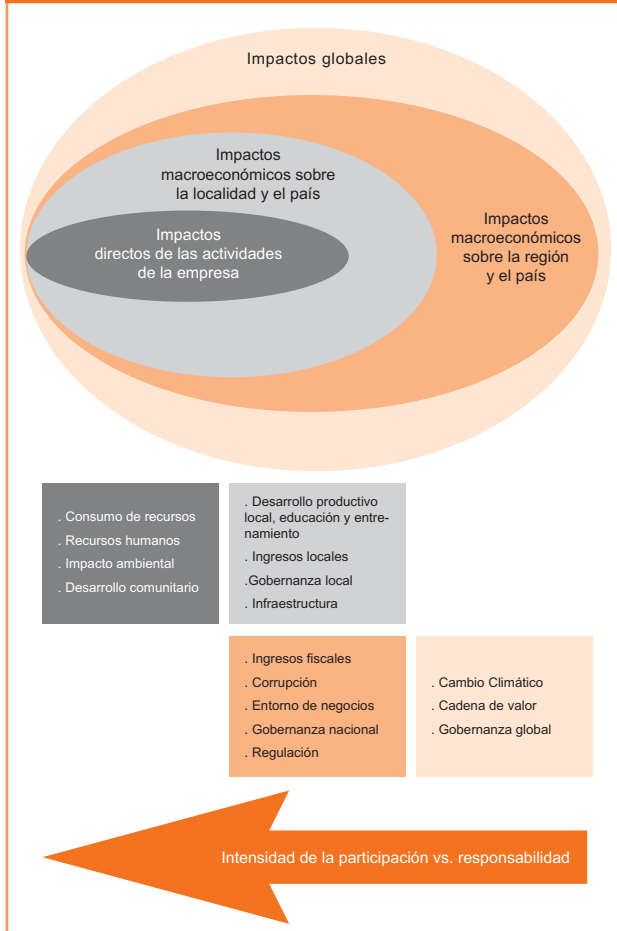 Impactos globales
Impactos
macroeconómicos sobre
la localidad y el país
Impactos
directos de las actividades
de la empresa
Impactos
macroeconómicos
sobre la región
y el país
. Consumo de recursos
. Recursos humanos
. Impacto ambiental
. Desarrollo comunitario
. Desarrollo productivo
local, educación y entre-
namiento
. Ingresos locales
.Gobernanza local
. Infraestructura
. Ingresos fiscales
. Corrupción
. Entorno de negocios
. Gobernanza nacional
. Regulación
. Cambio Climático
. Cadena de valor
. Gobernanza global
Intensidad de la participación vs. responsabilidad